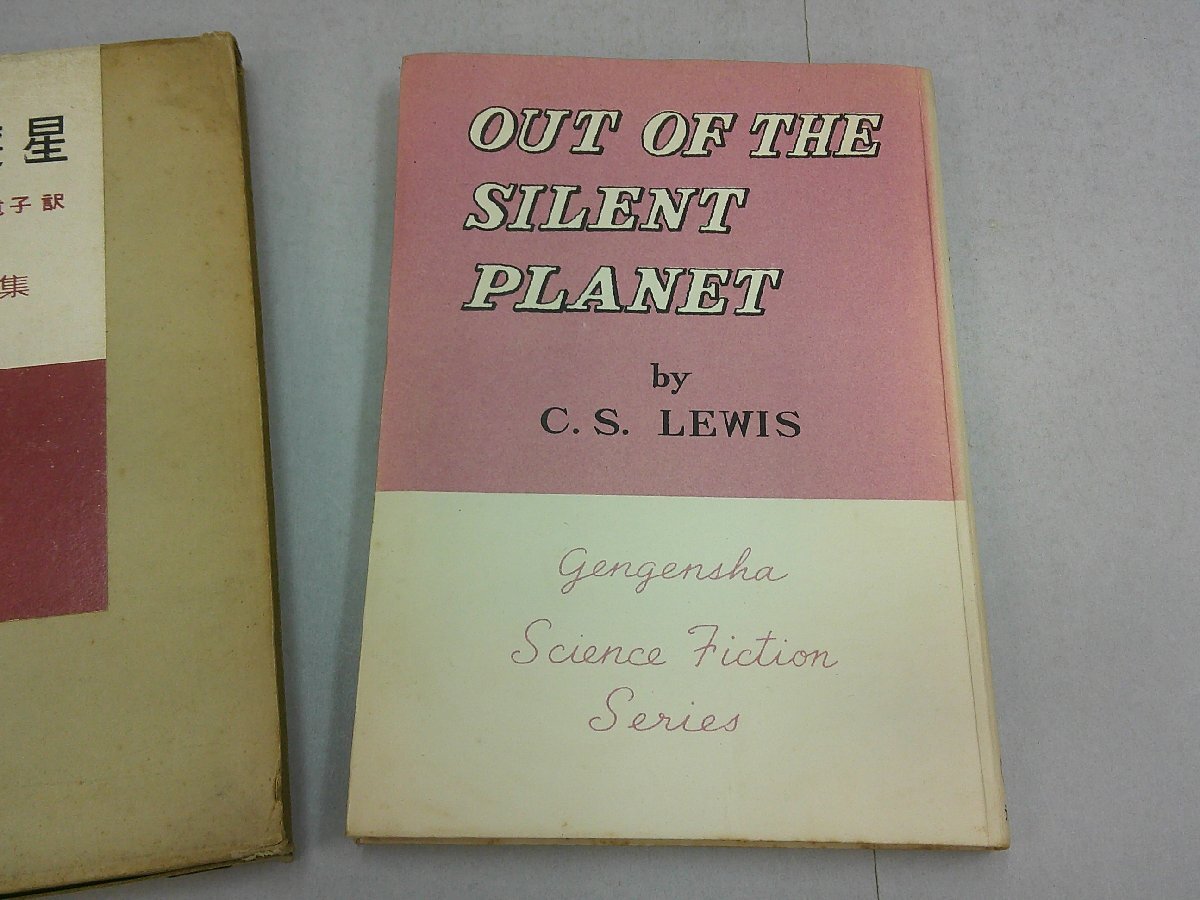 星
子訳
集
OUT OF THE
SILENT
PLANET
by
C. S. LEWIS
Gengensha
Science Fiction
Series